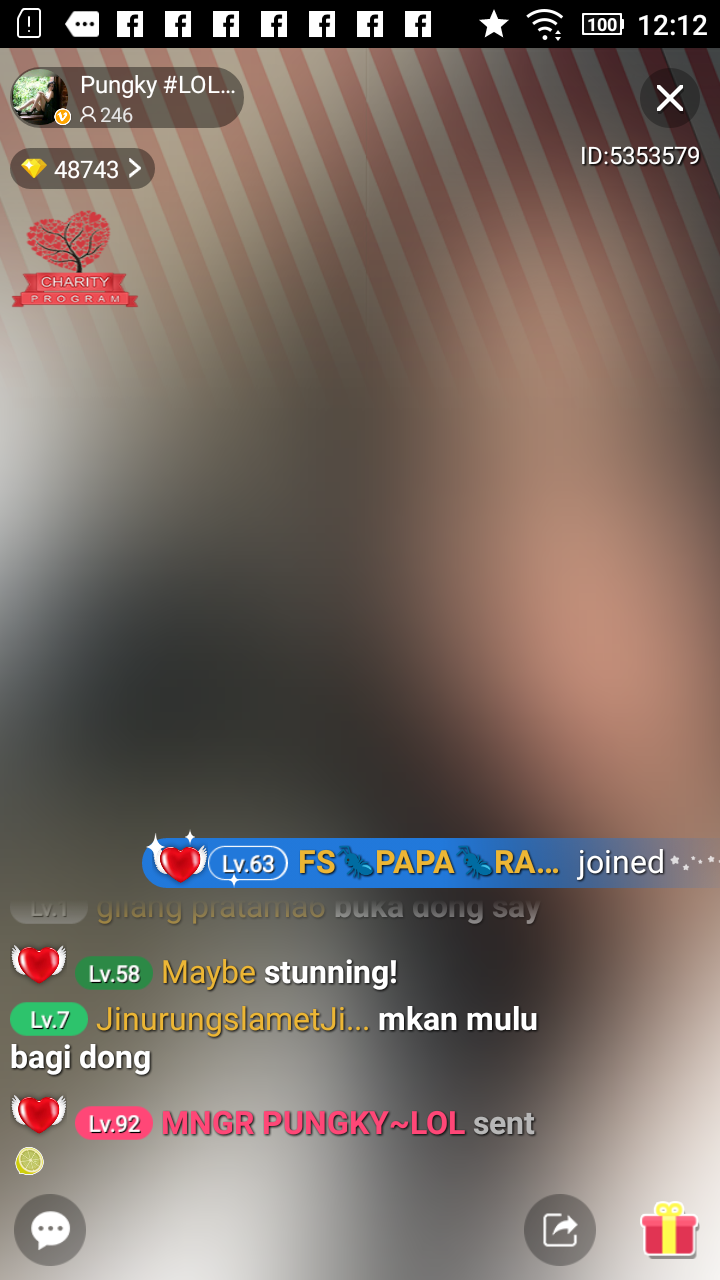 100 12:12
Pungky #LOL...
246
ID:5353579
48743
CHARITY
PROGRAM
Lv.63 FS PAPA RA... joined
Lv.1 gilang pratama6 buka dong say
Lv.58 Maybe stunning!
Lv.7 JinurungslametJi... mkan mulu
bagi dong
Lv.92 MNGR PUNGKY~LOL sent